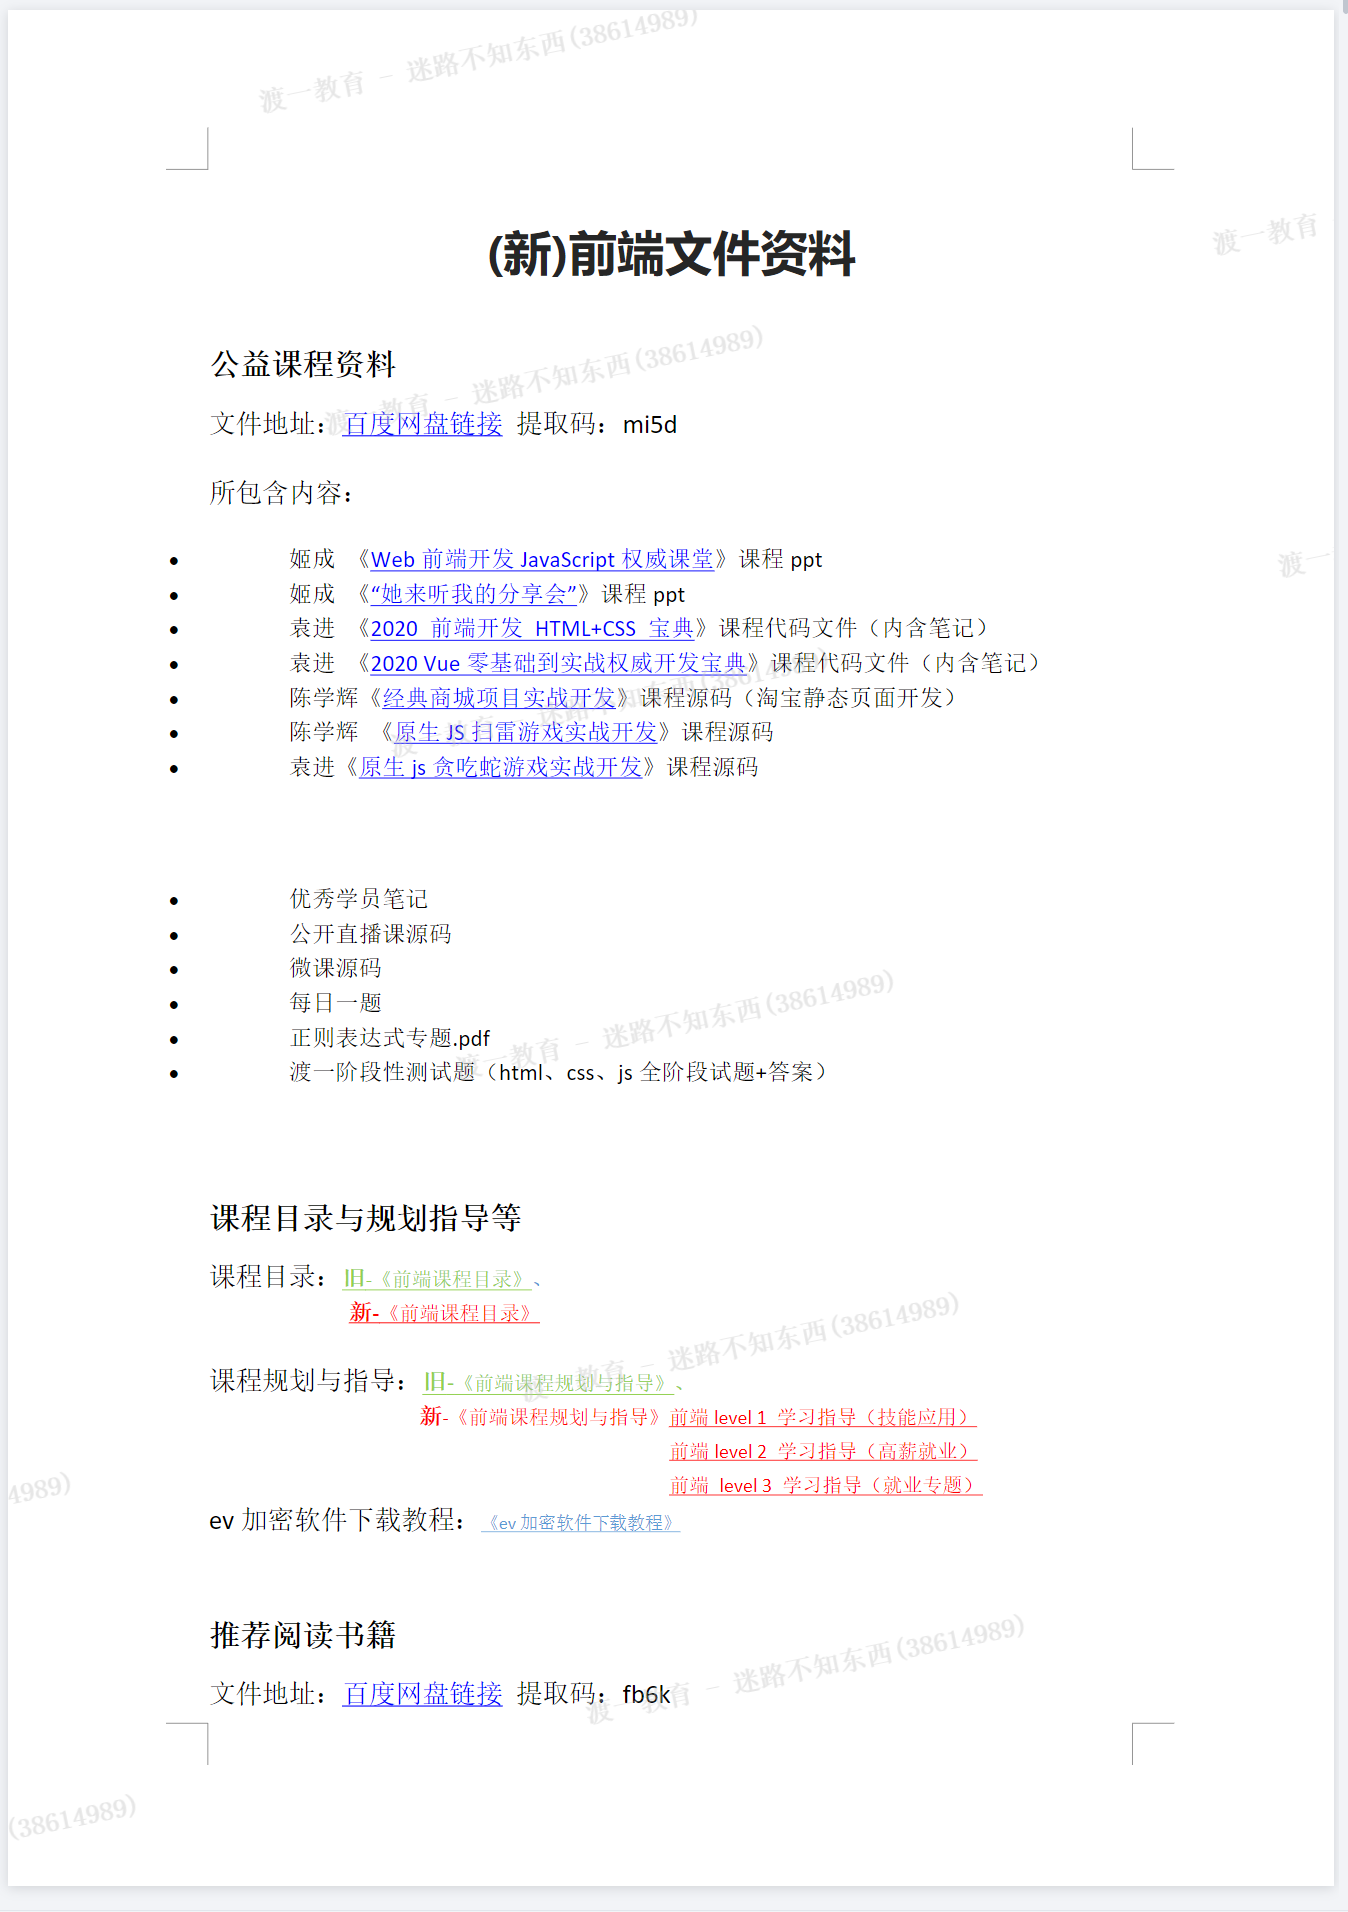 渡一教育 - 迷路不知东西(38614989)
渡一教育
(新)前端文件资料
公益课程资料
渡一教育 - 迷路不知东西(38614989)
文件地址：百度网盘链接 提取码：mi5d
所包含内容：
渡一
• 姬成 《Web 前端开发 JavaScript 权威课堂》课程 ppt
• 姬成 《“她来听我的分享会”》课程 ppt
• 袁进 《2020 前端开发 HTML+CSS 宝典》课程代码文件（内含笔记）
• 袁进 《2020 Vue 零基础到实战权威开发宝典》课程代码文件（内含笔记）
渡一教育 - 迷路不知东西(38614989)
• 陈学辉《经典商城项目实战开发》课程源码（淘宝静态页面开发）
• 陈学辉 《原生 JS 扫雷游戏实战开发》课程源码
• 袁进《原生 js 贪吃蛇游戏实战开发》课程源码
• 优秀学员笔记
• 公开直播课源码
• 微课源码
• 每日一题
渡一教育 - 迷路不知东西(38614989)
• 正则表达式专题.pdf
• 渡一阶段性测试题（html、css、js 全阶段试题+答案）
课程目录与规划指导等
课程目录：旧-《前端课程目录》、
新-《前端课程目录》
渡一教育 - 迷路不知东西(38614989)
课程规划与指导：旧-《前端课程规划与指导》、
新-《前端课程规划与指导》前端 level 1 学习指导（技能应用）
前端 level 2 学习指导（高薪就业）
前端 level 3 学习指导（就业专题）
4989)
ev 加密软件下载教程：《ev 加密软件下载教程》
推荐阅读书籍
渡一教育 - 迷路不知东西(38614989)
文件地址：百度网盘链接 提取码：fb6k
(38614989)